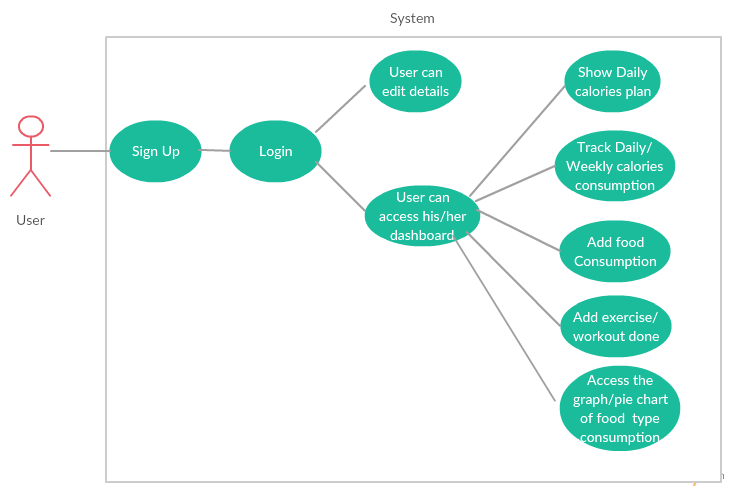 System
User can
edit details
Show Daily
calories plan
Sign Up
Login
Track Daily/
Weekly calories
consumption
User can
access his/her
dashboard
User
Add food
Consumption
Add exercise/
workout done
Access the
graph/pie chart
of food type
consumption